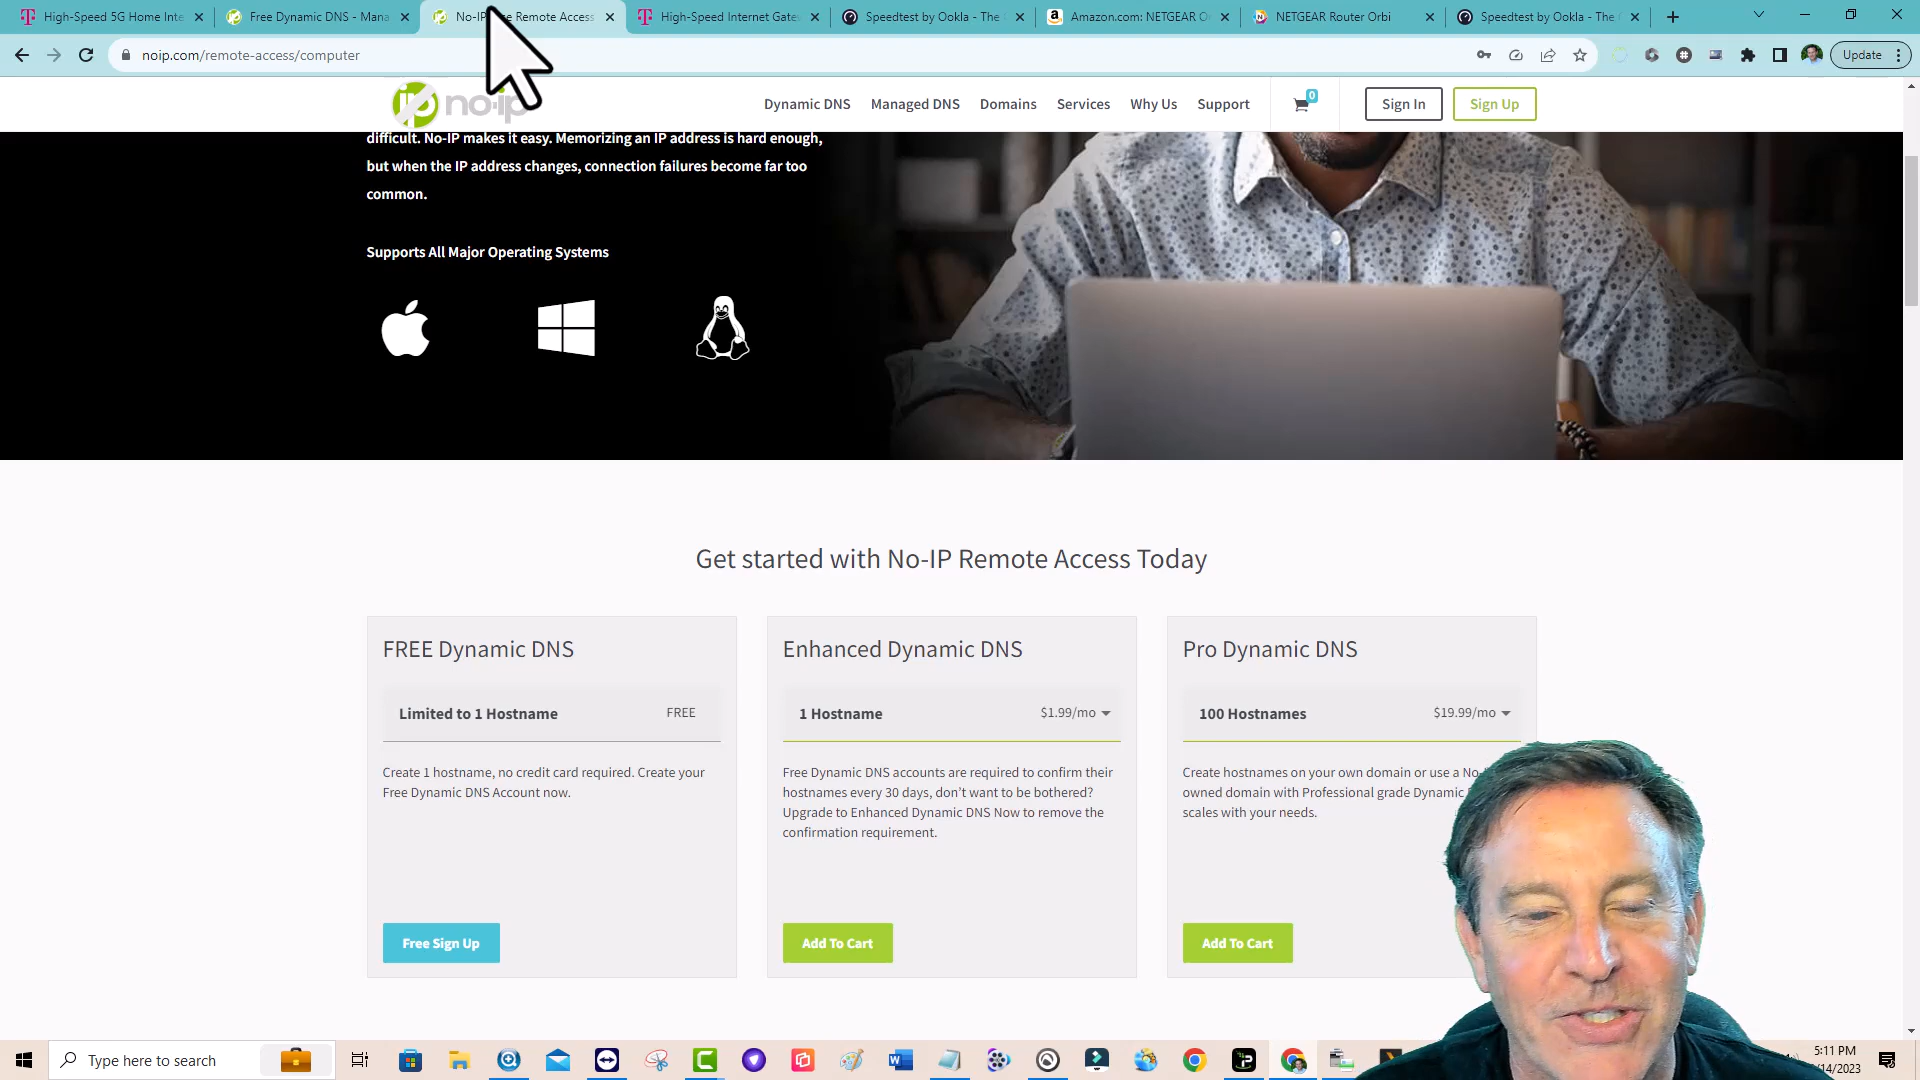 High-Speed 5G Home Inte
Free Dynamic DNS - Mana
No-IP Remote Access
High-Speed Internet Gate
Speedtest by Ookla - The
Amazon.com: NETGEAR O
NETGEAR Router Orbi
Speedtest by Ookla - The
noip.com/remote-access/computer
Update
no-ip
Dynamic DNS
Managed DNS
Domains
Services
Why Us
Support
0
Sign In
Sign Up
difficult. No-IP makes it easy. Memorizing an IP address is hard enough,
but when the IP address changes, connection failures become far too
common.
Supports All Major Operating Systems
Get started with No-IP Remote Access Today
FREE Dynamic DNS
Limited to 1 Hostname FREE
Create 1 hostname, no credit card required. Create your
Free Dynamic DNS Account now.
Free Sign Up
Enhanced Dynamic DNS
1 Hostname $1.99/mo
Free Dynamic DNS accounts are required to confirm their
hostnames every 30 days, don't want to be bothered?
Upgrade to Enhanced Dynamic DNS Now to remove the
confirmation requirement.
Add To Cart
Pro Dynamic DNS
100 Hostnames $19.99/mo
Create hostnames on your own domain or use a No-
owned domain with Professional grade Dynamic
scales with your needs.
Add To Cart
Type here to search
5:11 PM
/14/2023